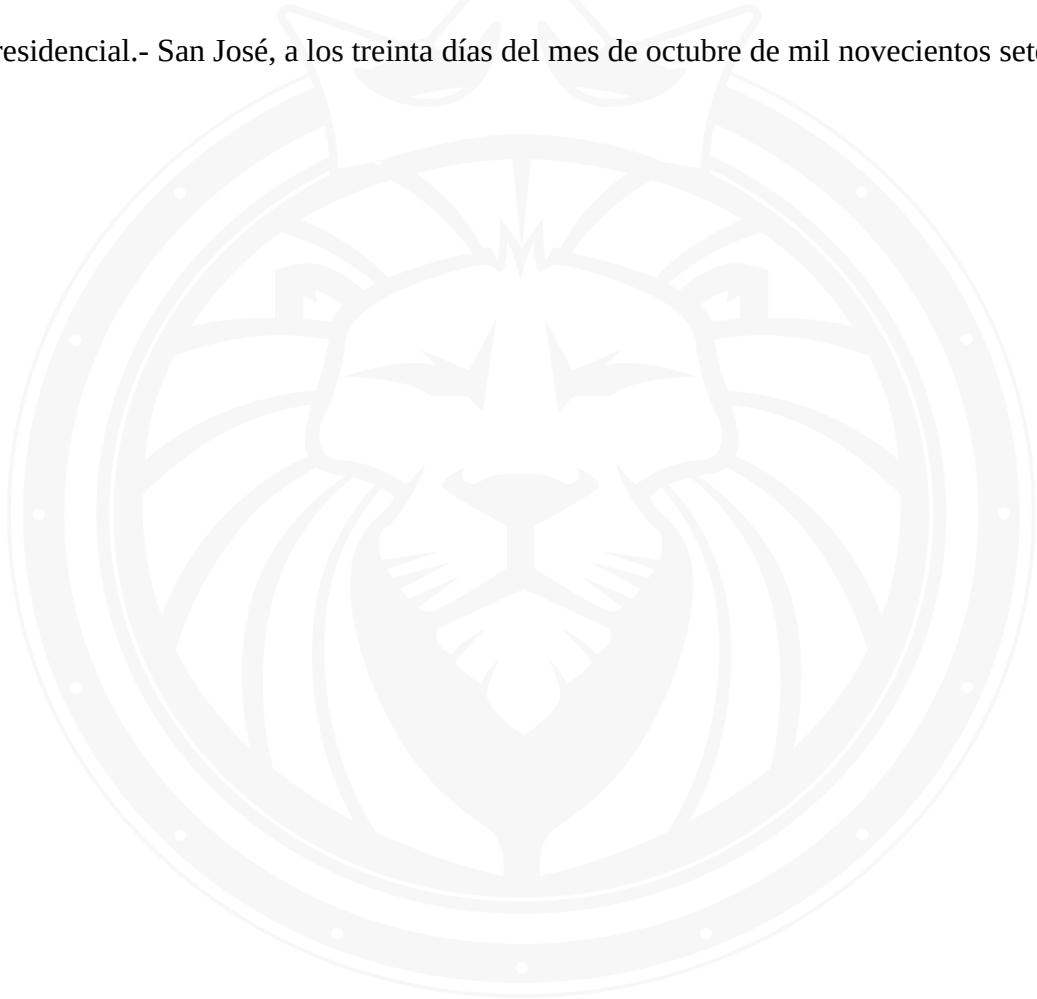 residencial.- San José, a los treinta días del mes de octubre de mil novecientos